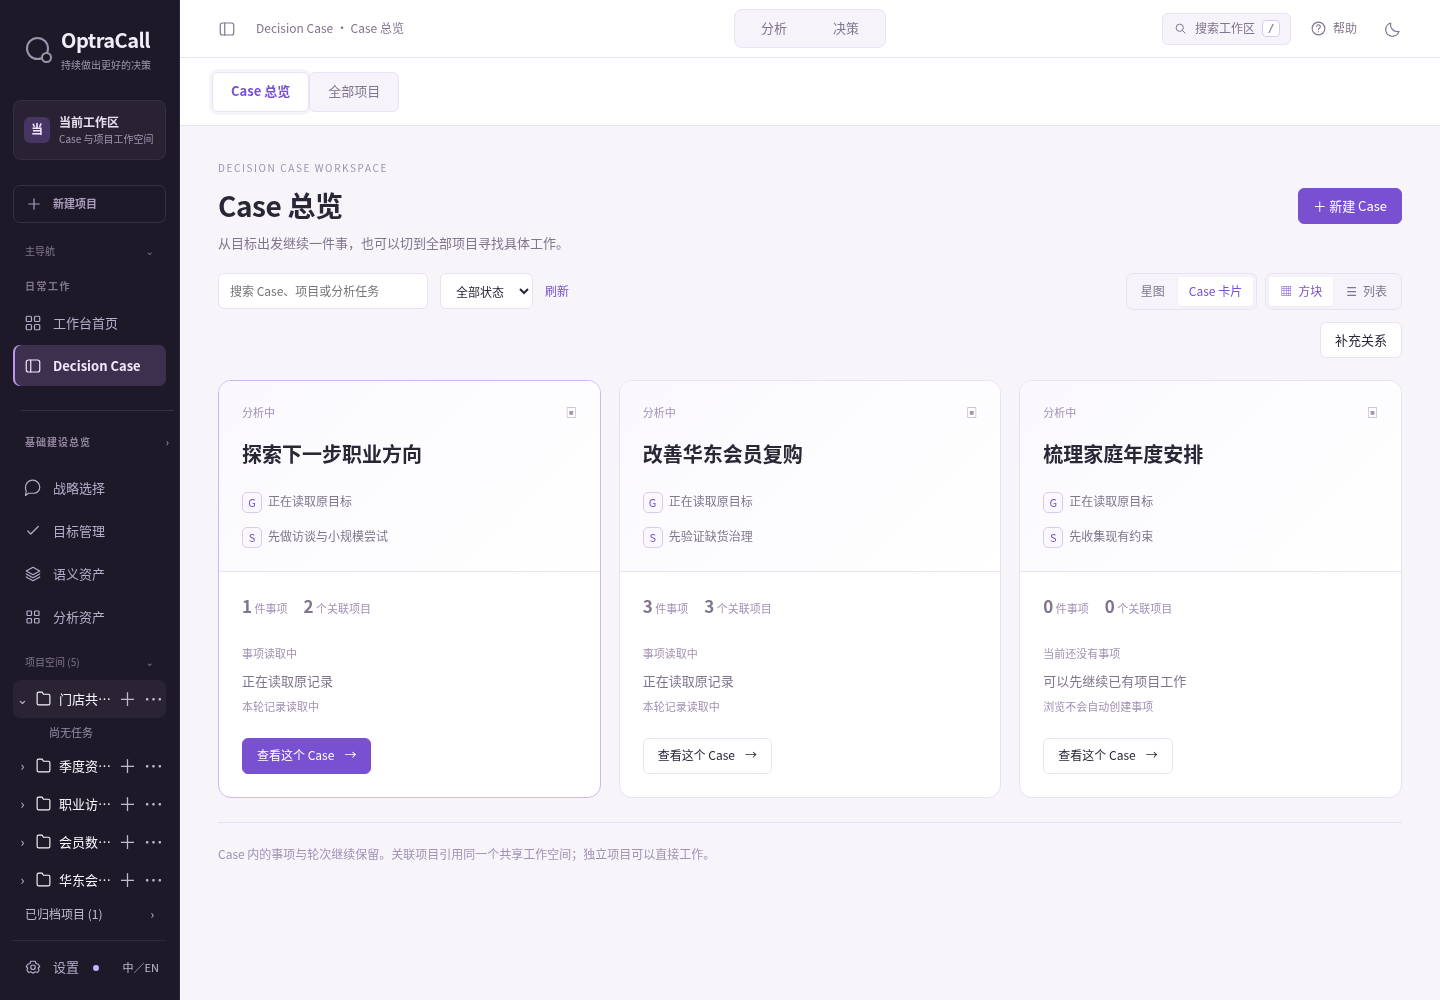 OptraCall
持续做出更好的决策
当
当前工作区
Case 与项目工作空间
新建项目
主导航
日常工作
工作台首页
Decision Case
基础建设总览
战略选择
目标管理
语义资产
分析资产
项目空间 (5)
门店共…
尚无任务
季度资…
职业访…
会员数…
华东会…
已归档项目 (1)
设置
中／EN
Decision Case · Case 总览
分析
决策
搜索工作区 /
帮助
Case 总览
全部项目
DECISION CASE WORKSPACE
Case 总览
从目标出发继续一件事，也可以切到全部项目寻找具体工作。
＋ 新建 Case
搜索 Case、项目或分析任务
全部状态
刷新
星图
Case 卡片
▦ 方块
☰ 列表
补充关系
分析中
探索下一步职业方向
G 正在读取原目标
S 先做访谈与小规模尝试
1 件事项 2 个关联项目
事项读取中
正在读取原记录
本轮记录读取中
查看这个 Case →
分析中
改善华东会员复购
G 正在读取原目标
S 先验证缺货治理
3 件事项 3 个关联项目
事项读取中
正在读取原记录
本轮记录读取中
查看这个 Case →
分析中
梳理家庭年度安排
G 正在读取原目标
S 先收集现有约束
0 件事项 0 个关联项目
当前还没有事项
可以先继续已有项目工作
浏览不会自动创建事项
查看这个 Case →
Case 内的事项与轮次继续保留。关联项目引用同一个共享工作空间；独立项目可以直接工作。